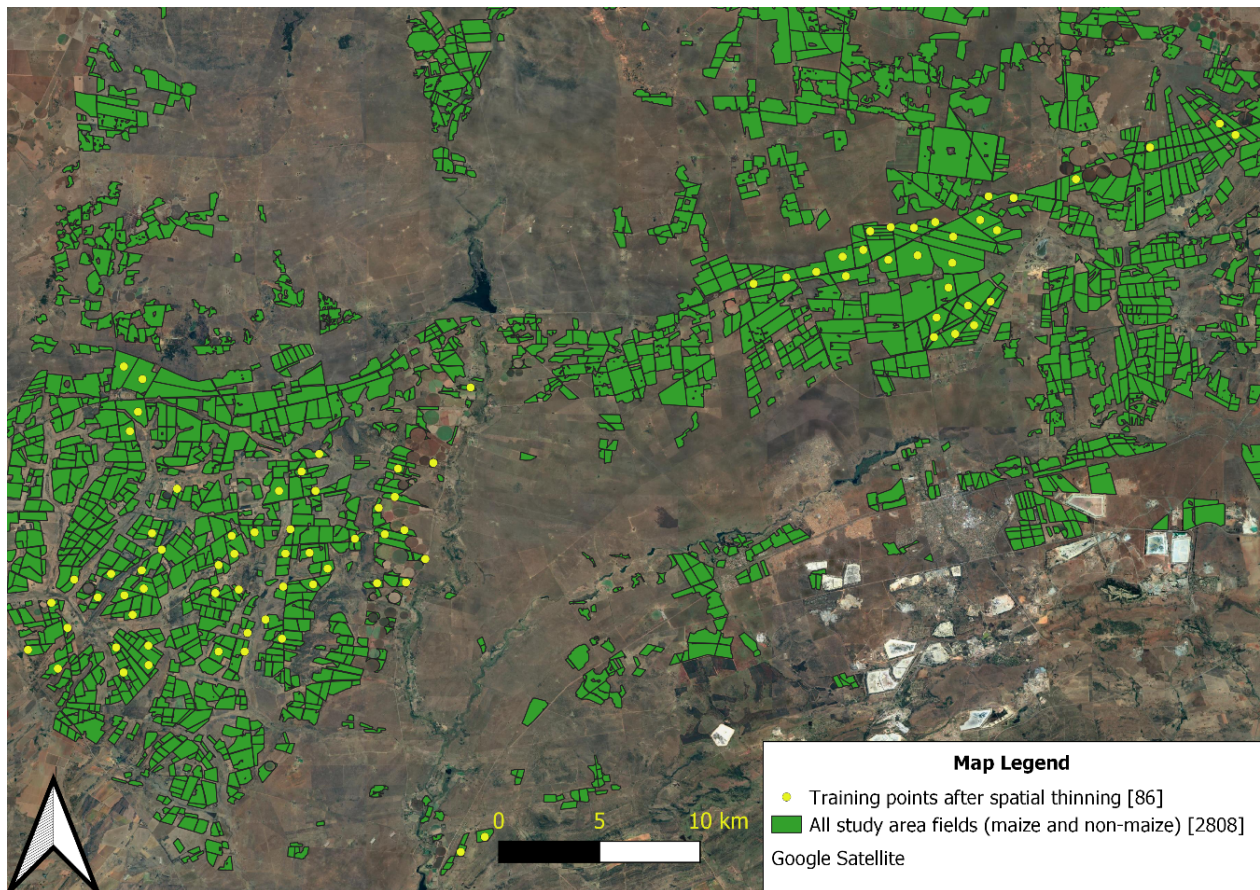 0 5 10 km
Map Legend
Training points after spatial thinning [86]
All study area fields (maize and non-maize) [2808]
Google Satellite